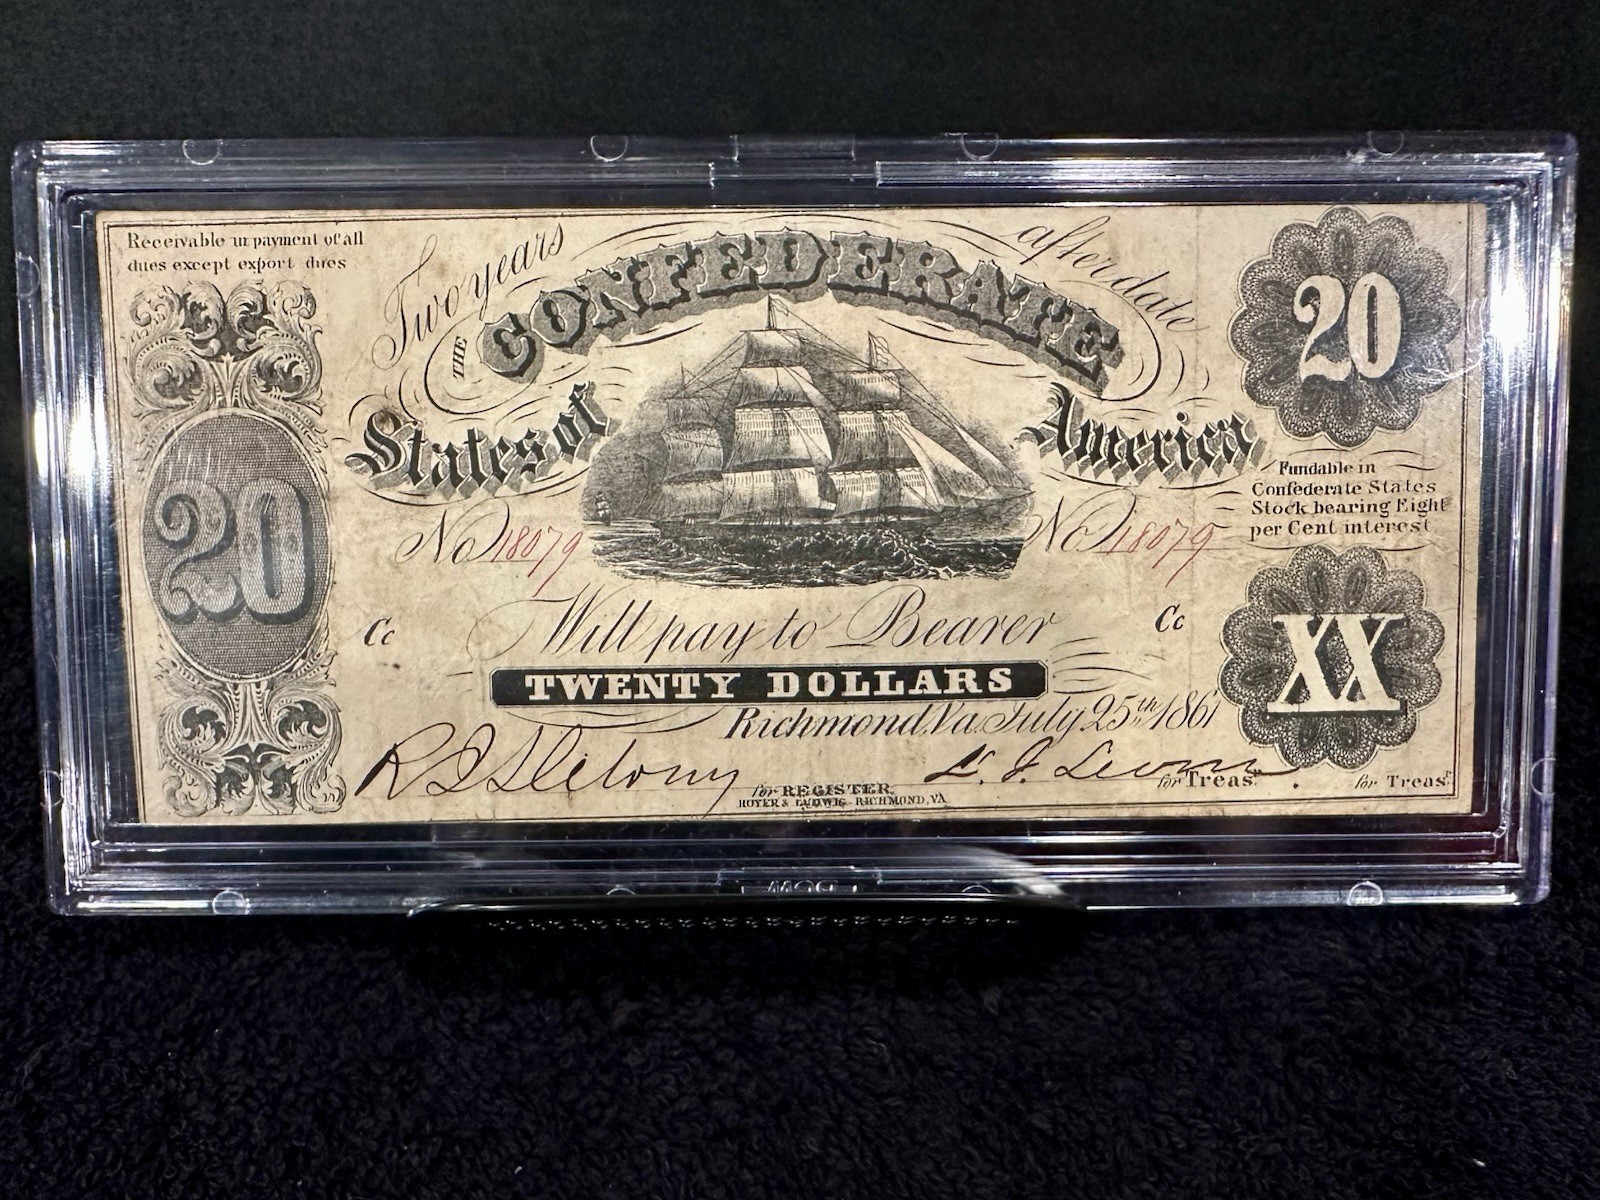 Receivable in payment of all
dues except export dues
Two years after date
THE CONFEDERATE
States of America
20
20
Fundable in
Confederate States
Stock bearing Eight
per Cent interest
No 18079
No 18079
Cc Will pay to Bearer Cc
TWENTY DOLLARS
XX
Richmond, Va. July 25th 1861
for REGISTER.
for Treasr.
for Treasr.
HOYER & LUDWIG RICHMOND, VA